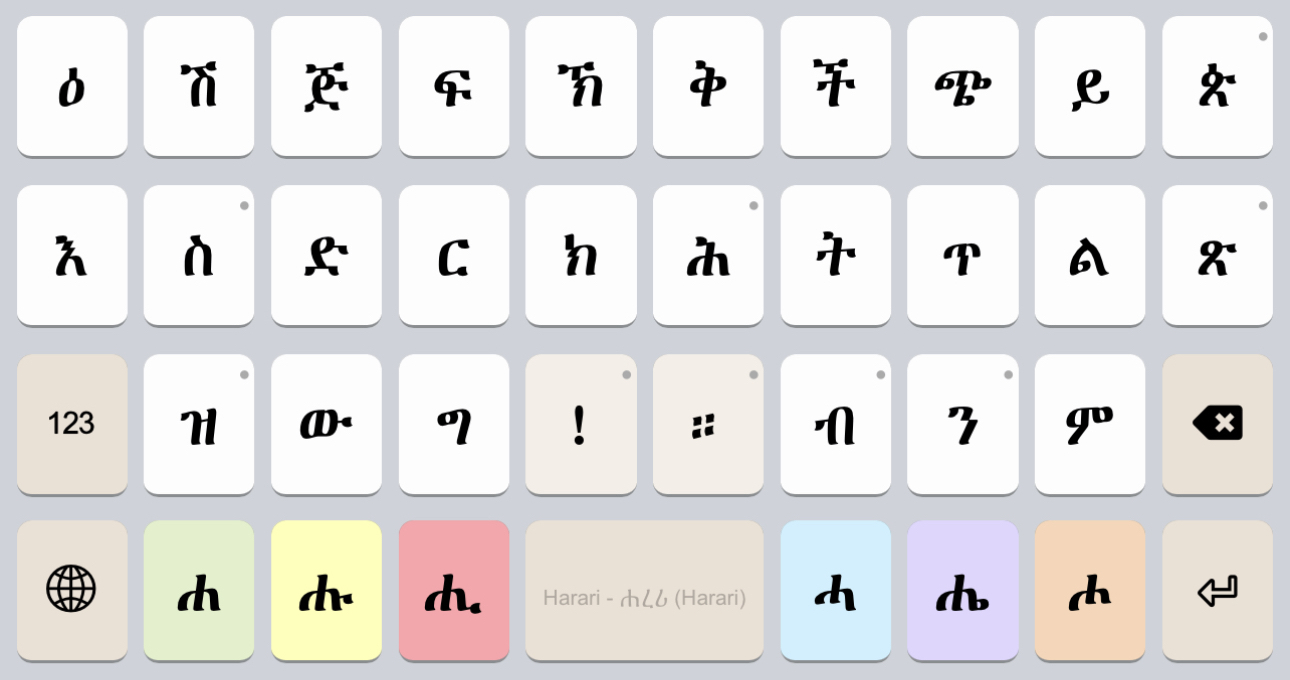 ዕ ሽ ጅ ፍ ኽ ቅ ች ጭ ይ ጵ
እ ስ ድ ር ክ ሕ ት ጥ ል ጽ
123 ዝ ው ግ ! ። ብ ን ም
ሐ ሑ ሒ Harari - ሐረሪ (Harari) ሓ ሔ ሖ